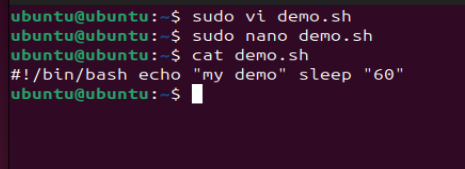 ubuntu@ubuntu:~$ sudo vi demo.sh
ubuntu@ubuntu:~$ sudo nano demo.sh
ubuntu@ubuntu:~$ cat demo.sh
#!/bin/bash echo "my demo" sleep "60"
ubuntu@ubuntu:~$